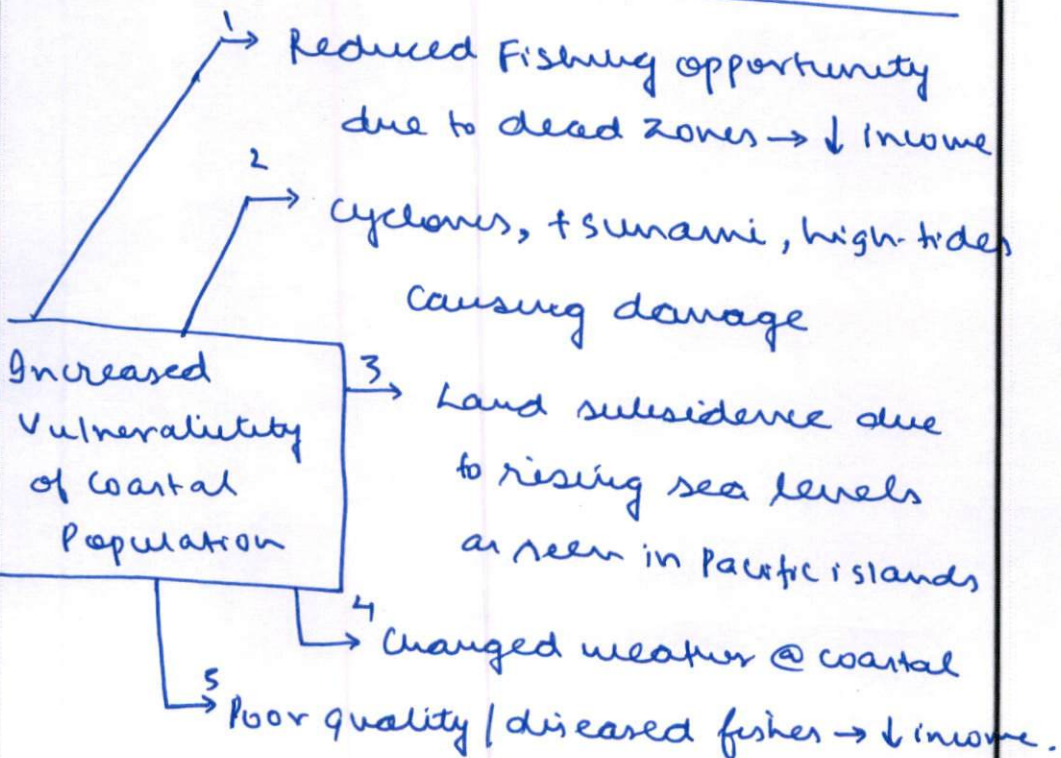 1
Reduced Fishing opportunity
due to dead zones → ↓ income
2
cyclones, tsunami, high-tides
causing damage
Increased
Vulneraliutity
of coastal
Population
3
Land subsidence due
to rising sea levels
as seen in Pacific islands
4
Changed weather @ coastal
5
Poor quality / diseased fishes → ↓ income.